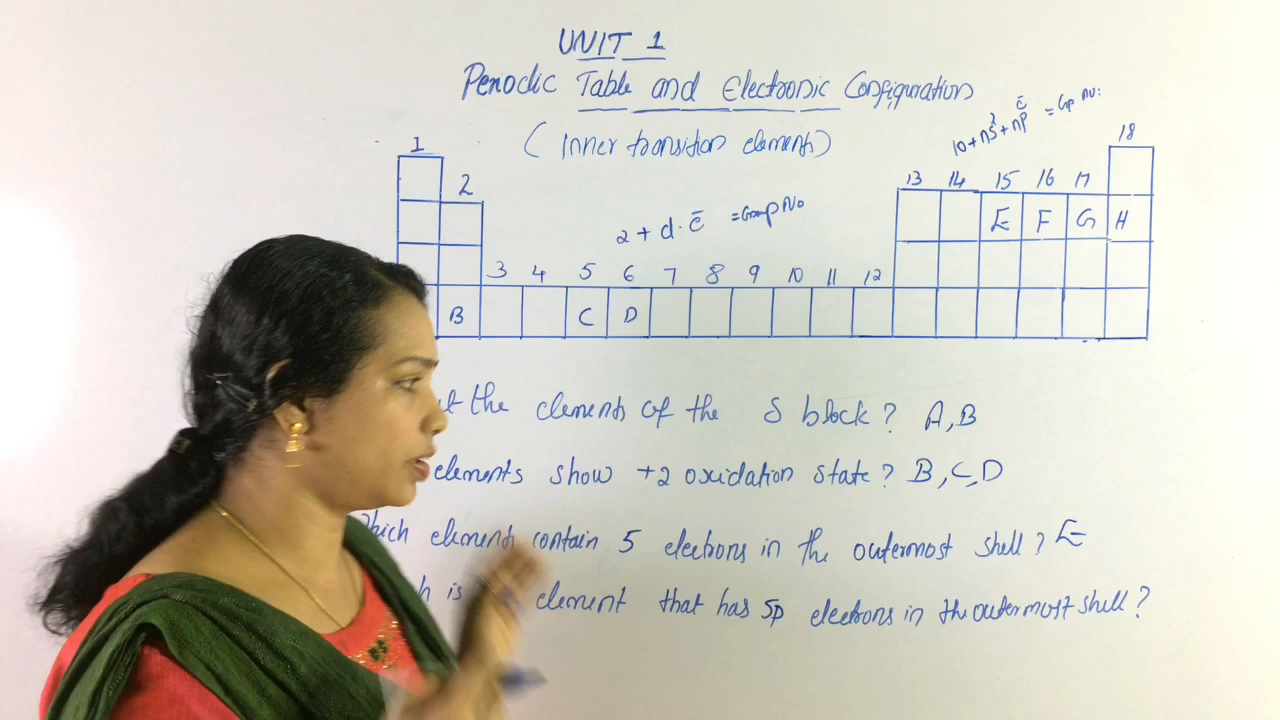 UNIT 1
Periodic Table and Electronic Configuration
(Inner transition elements)
10+ns²+np e̅ = Gp No:
1
18
2
13 14 15 16 17
2 + d. e̅ = Group No
E F G H
3 4 5 6 7 8 9 10 11 12
B C D
the elements of the S block? A,B
elements show +2 oxidation state? B,C,D
Which element contain 5 electrons in the outermost shell? E
is element that has 5p electrons in the outermost shell?